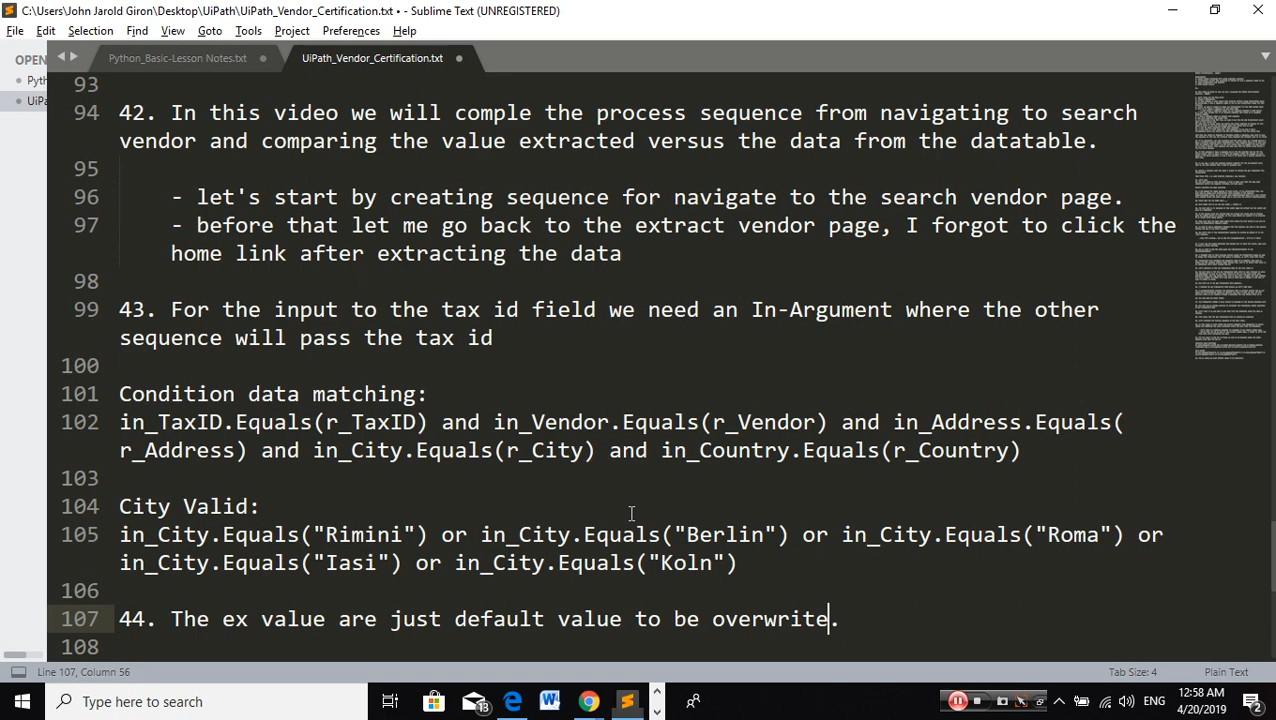 C:\Users\John Jarold Giron\Desktop\UiPath\UiPath_Vendor_Certification.txt • - Sublime Text (UNREGISTERED)
File Edit Selection Find View Goto Tools Project Preferences Help
OPEN
Python_Basic-Lesson Notes.txt
UiPath_Vendor_Certification.txt
Pyth
UiPa
93
94 42. In this video we will comple the process sequence from navigating to search
vendor and comparing the value extracted versus the data from the datatable.
95
96 - let's start by creating sequence for navigate to the search vendor page.
97 - before that let me go back to the extract vendor page, I forgot to click the
home link after extracting the data
98
99 43. For the input to the tax id field we need an In-Argument where the other
sequence will pass the tax id
100
101 Condition data matching:
102 in_TaxID.Equals(r_TaxID) and in_Vendor.Equals(r_Vendor) and in_Address.Equals(
r_Address) and in_City.Equals(r_City) and in_Country.Equals(r_Country)
103
104 City Valid:
105 in_City.Equals("Rimini") or in_City.Equals("Berlin") or in_City.Equals("Roma") or
in_City.Equals("Iasi") or in_City.Equals("Koln")
106
107 44. The ex value are just default value to be overwrite.
108
Line 107, Column 56 Tab Size: 4 Plain Text
Type here to search 13 ENG 12:58 AM
4/20/2019 2